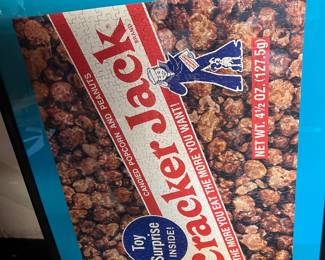 CANDIED POPCORN AND PEANUTS
Cracker Jack
BRAND
THE MORE YOU EAT THE MORE YOU WANT!
Toy
Surprise
INSIDE!
NET WT. 4½ OZ. (127.5g)